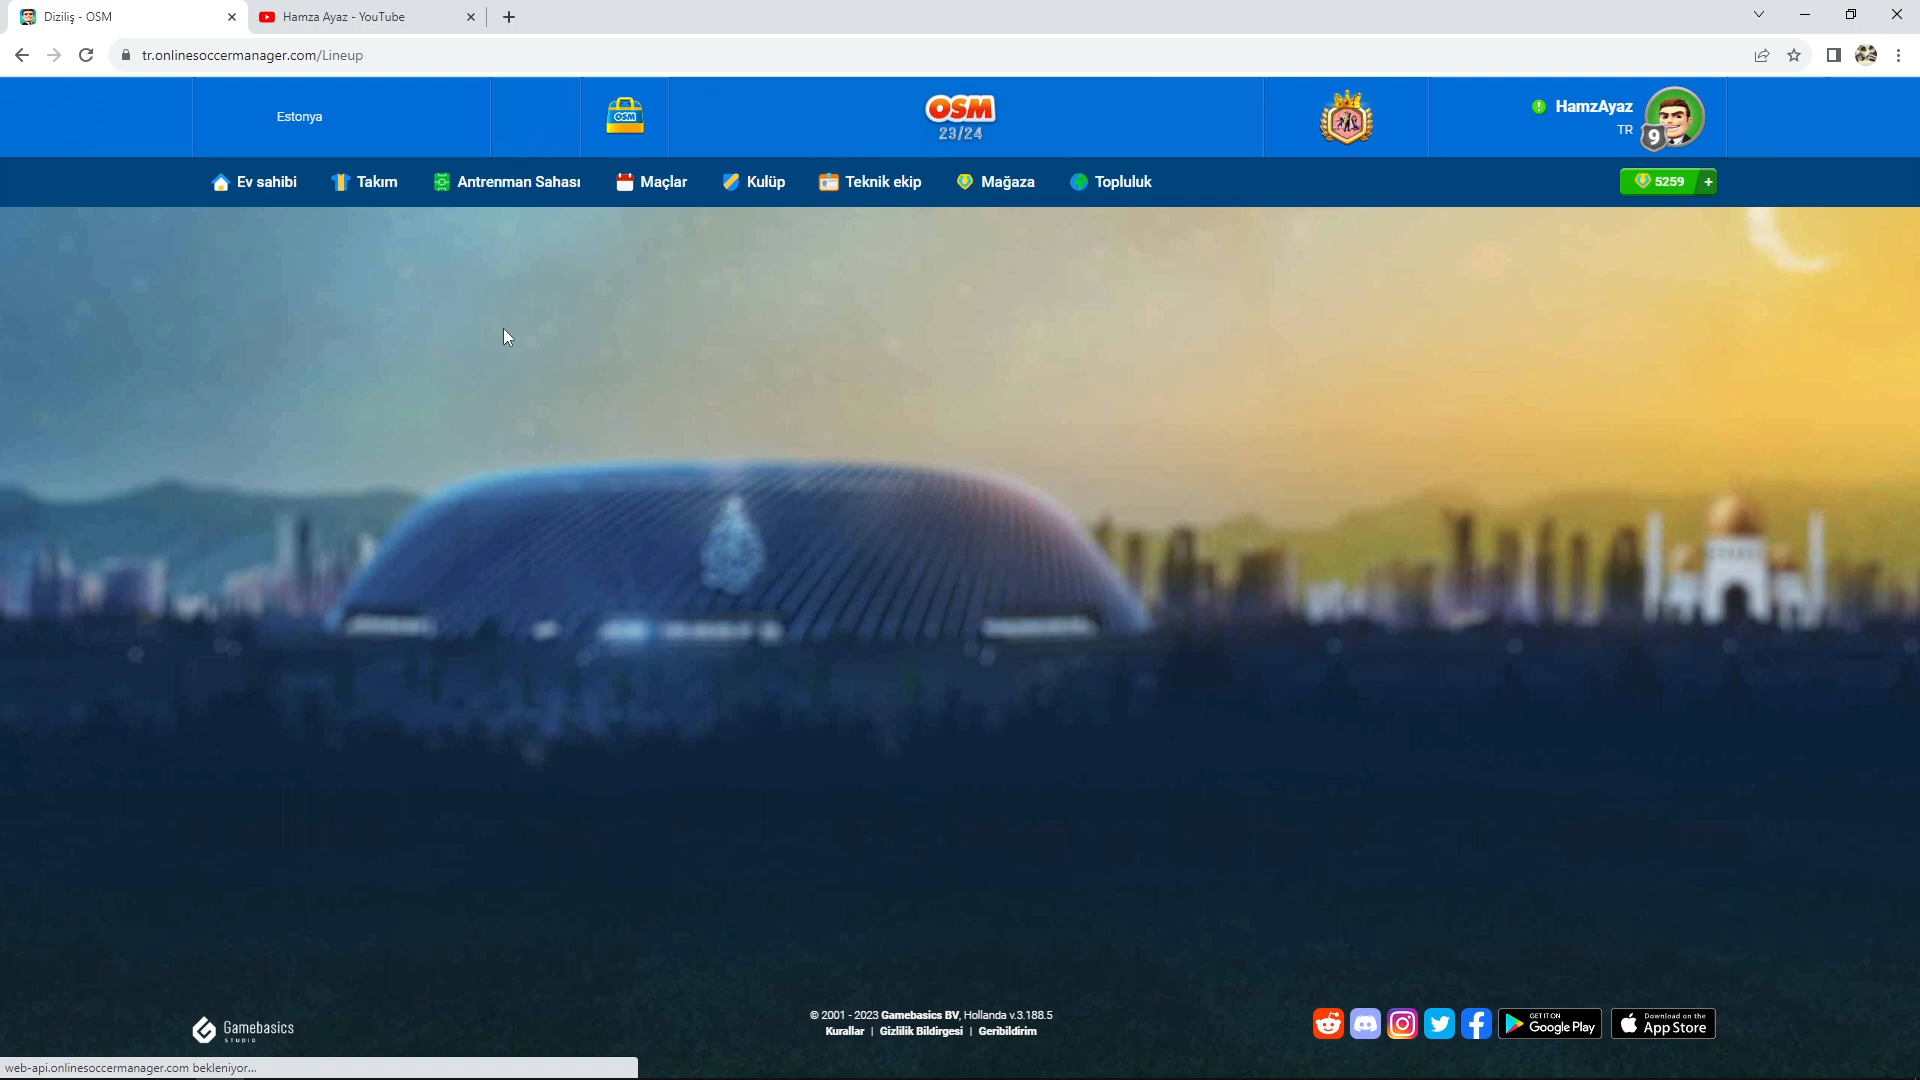 Diziliş - OSM
Hamza Ayaz - YouTube
tr.onlinesoccermanager.com/Lineup
Estonya
OSM
OSM
23/24
HamzAyaz
TR
9
Ev sahibi
Takım
Antrenman Sahası
Maçlar
Kulüp
Teknik ekip
Mağaza
Topluluk
5259 +
Gamebasics
STUDIO
© 2001 - 2023 Gamebasics BV, Hollanda v.3.188.5
Kurallar | Gizlilik Bildirgesi | Geribildirim
GET IT ON
Google Play
Download on the
App Store
web-api.onlinesoccermanager.com bekleniyor...